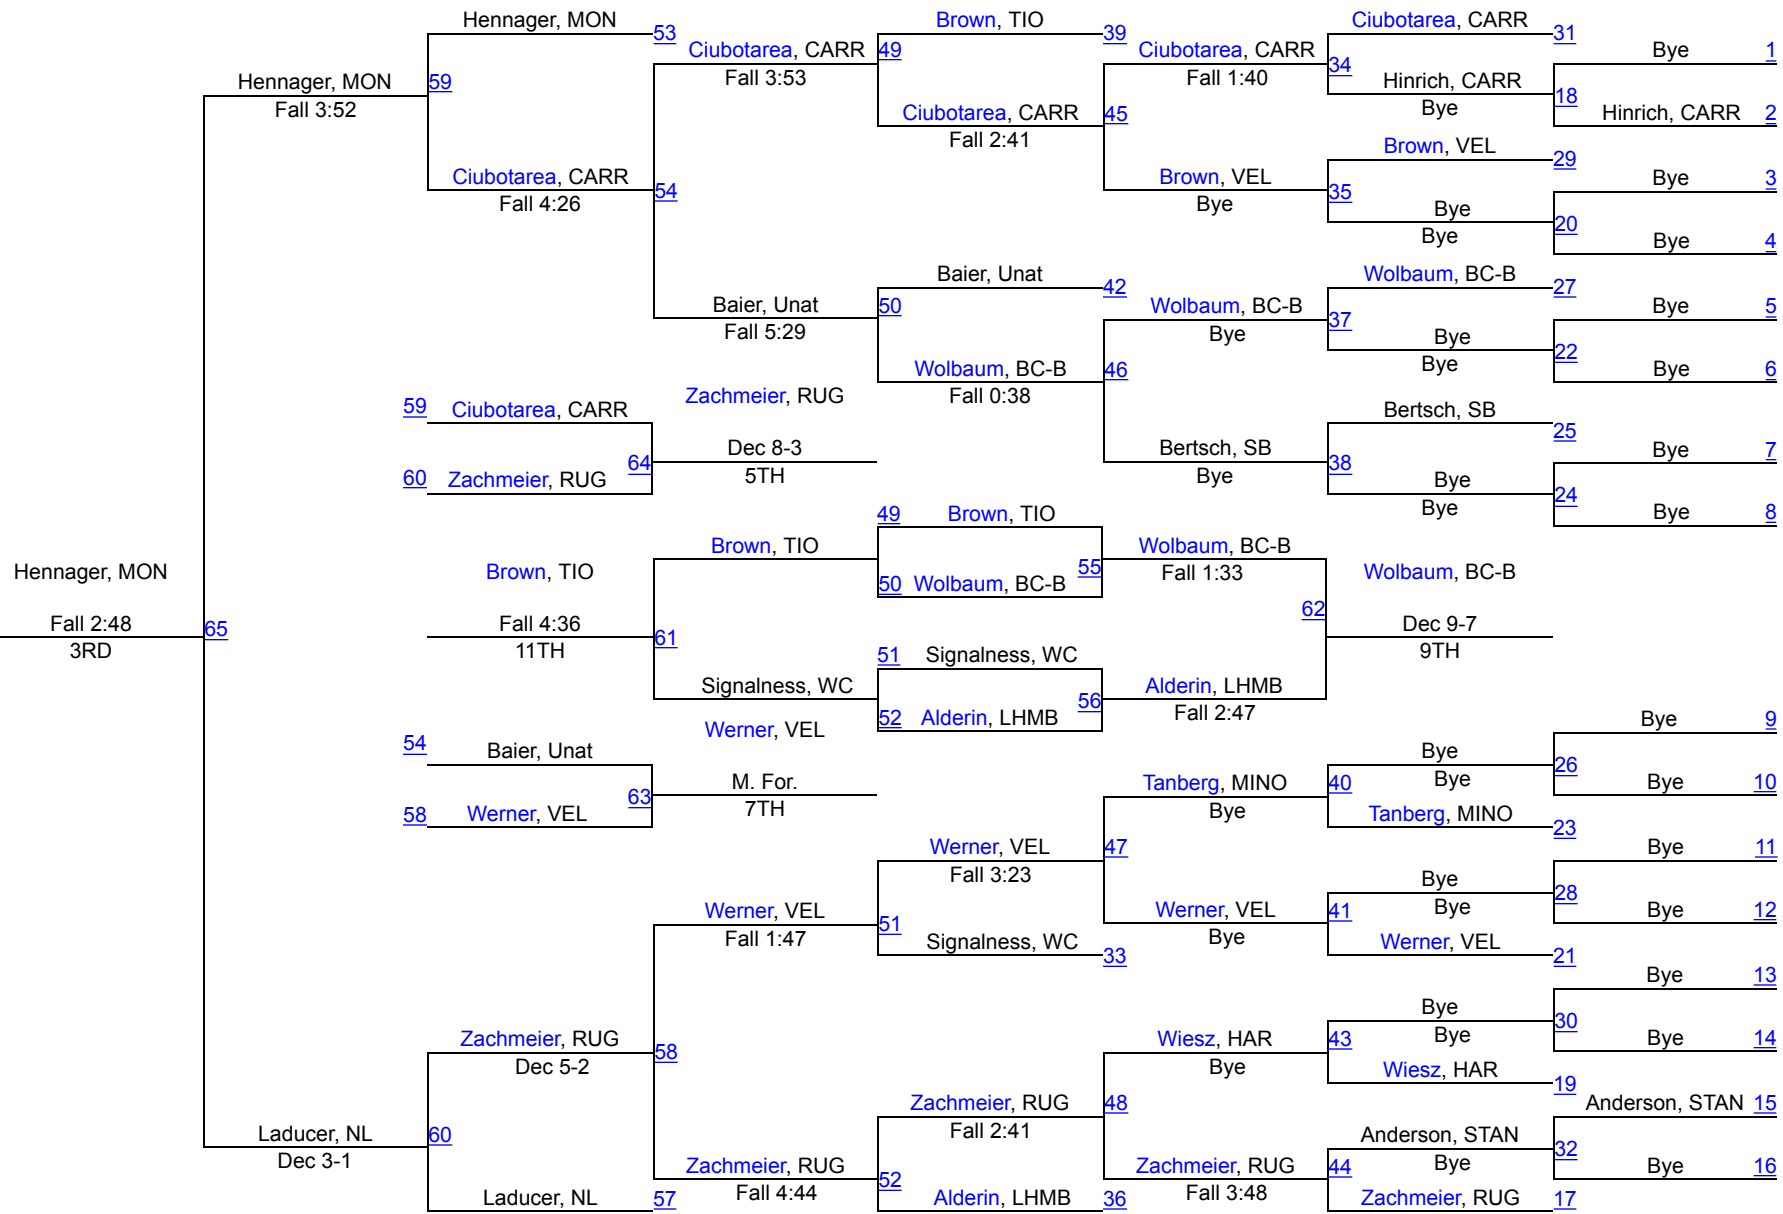 Hennager, MON
53
Brown, TIO
39
Ciubotarea, CARR
31
Bye
1
Ciubotarea, CARR
49
Ciubotarea, CARR
34
Fall 3:53
Fall 1:40
Hennager, MON
59
Hinrich, CARR
18
Fall 3:52
Bye
Ciubotarea, CARR
45
Hinrich, CARR
2
Fall 2:41
Brown, VEL
29
Ciubotarea, CARR
54
Brown, VEL
35
Bye
3
Fall 4:26
Bye
Bye
20
Bye
Bye
4
Baier, Unat
42
Wolbaum, BC-B
27
Baier, Unat
50
Wolbaum, BC-B
37
Bye
5
Fall 5:29
Bye
Bye
22
Bye
Wolbaum, BC-B
46
Bye
6
Fall 0:38
Zachmeier, RUG
59
Ciubotarea, CARR
Bertsch, SB
25
Dec 8-3
64
5TH
Bertsch, SB
38
Bye
Bye
7
60
Zachmeier, RUG
Bye
24
Bye
49
Brown, TIO
Bye
8
Brown, TIO
55
Wolbaum, BC-B
Fall 1:33
Hennager, MON
Brown, TIO
50
Wolbaum, BC-B
Wolbaum, BC-B
62
Fall 2:48
65
3RD
Fall 4:36
61
11TH
Dec 9-7
9TH
51
Signalness, WC
Signalness, WC
56
Alderin, LHMB
Fall 2:47
52
Alderin, LHMB
Werner, VEL
Bye
9
54
Baier, Unat
Bye
26
Bye
M. For.
63
7TH
Tanberg, MINO
40
Bye
Bye
10
58
Werner, VEL
Tanberg, MINO
23
Werner, VEL
47
Bye
11
Fall 3:23
Bye
28
Bye
Werner, VEL
51
Werner, VEL
41
Bye
12
Fall 1:47
Bye
Signalness, WC
33
Werner, VEL
21
Bye
13
Bye
30
Bye
Zachmeier, RUG
58
Wiesz, HAR
43
Bye
14
Dec 5-2
Bye
Wiesz, HAR
19
Zachmeier, RUG
48
Anderson, STAN
15
Fall 2:41
Laducer, NL
60
Anderson, STAN
32
Dec 3-1
Bye
Zachmeier, RUG
52
Zachmeier, RUG
44
Bye
16
Fall 4:44
Fall 3:48
Laducer, NL
57
Alderin, LHMB
36
Zachmeier, RUG
17